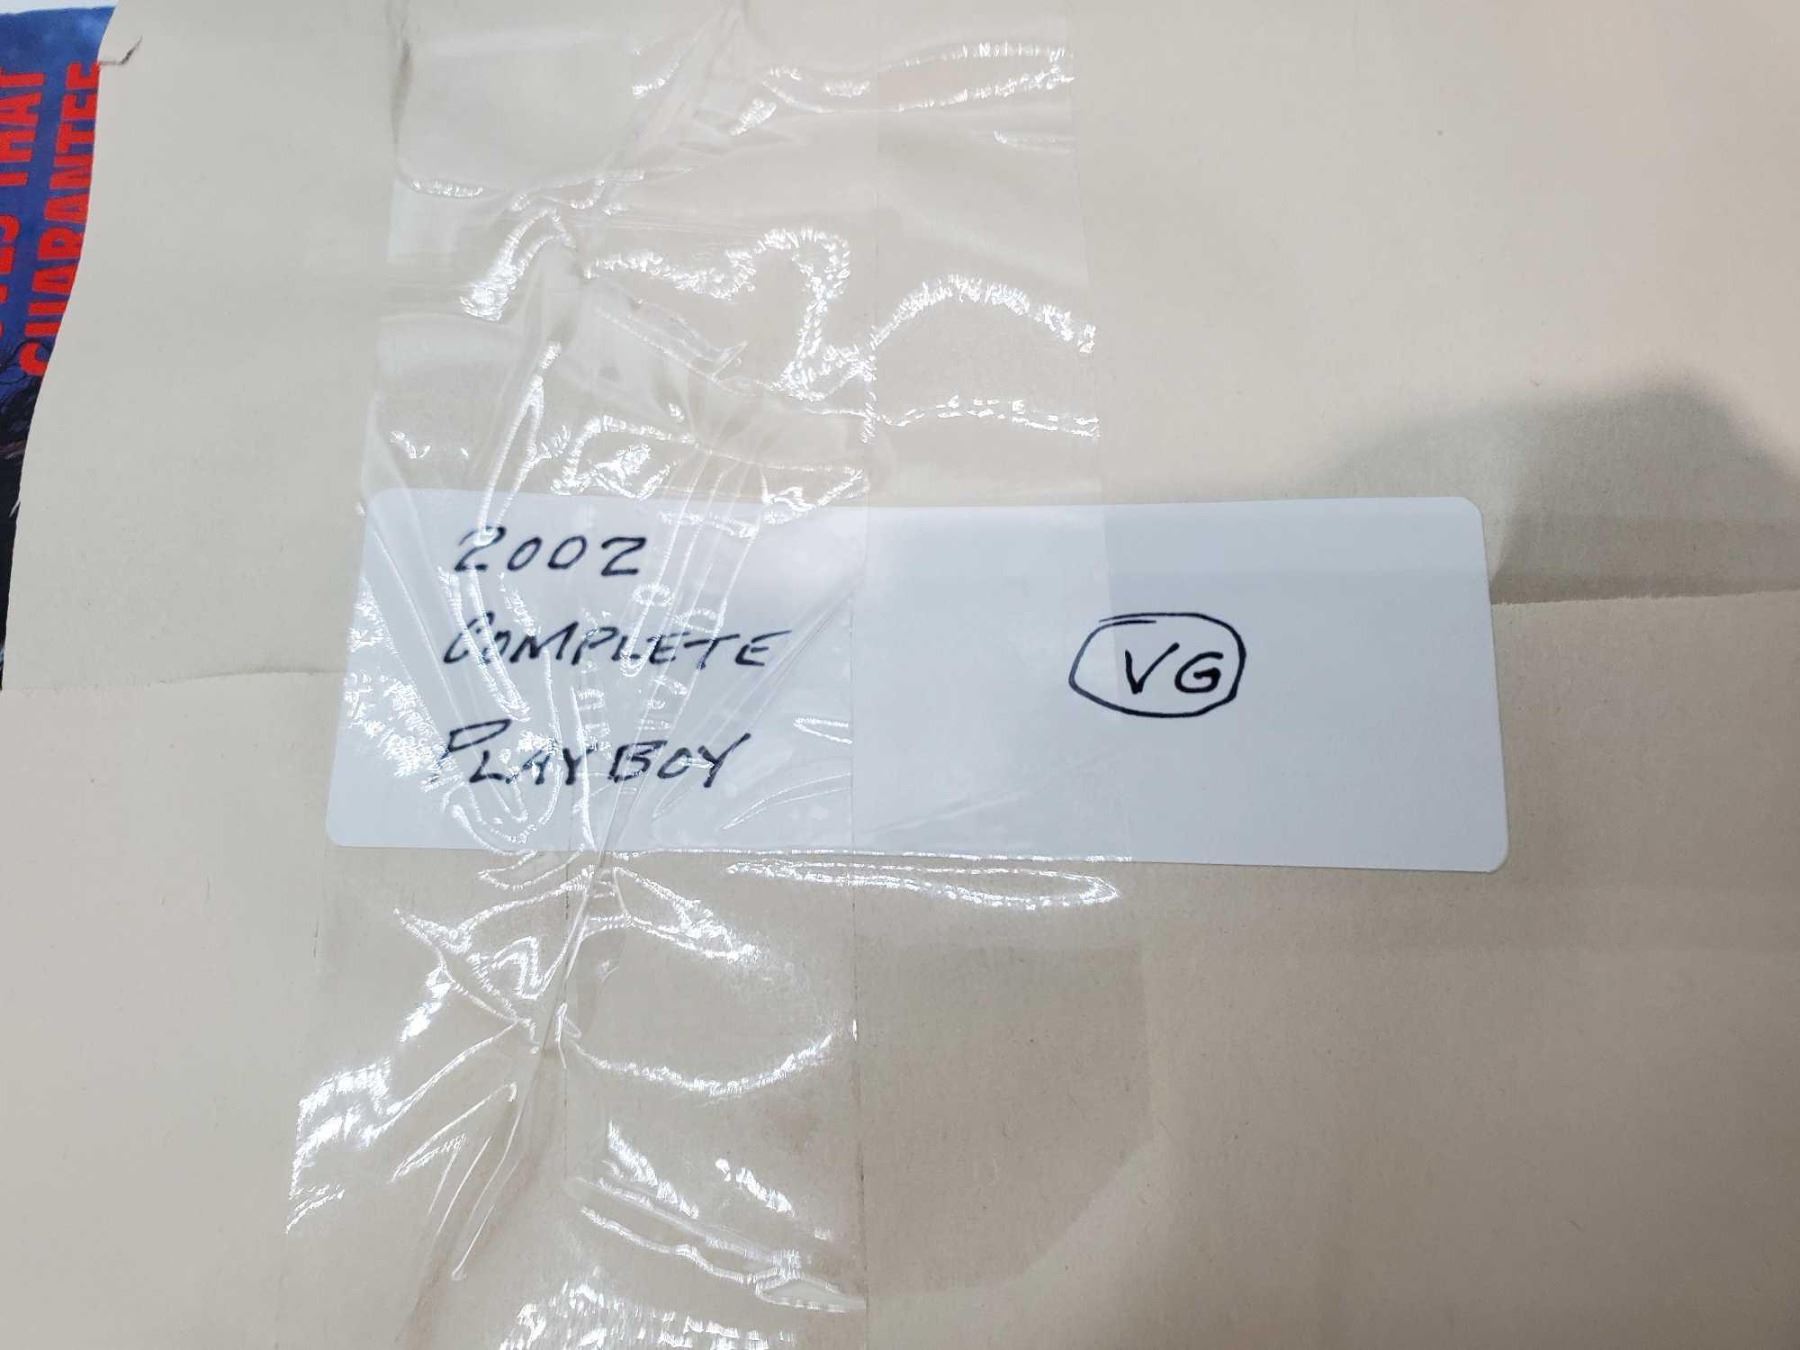 THAT
GUARANTEE
2002
COMPLETE
PLAYBOY
VG